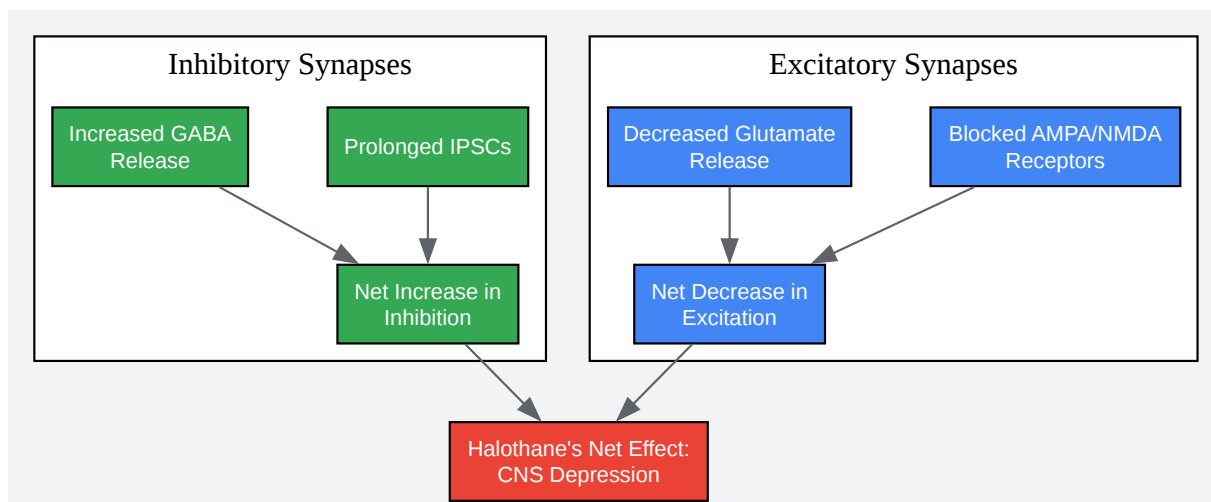 Inhibitory Synapses
Increased GABA
Release
Prolonged IPSCs
Net Increase in
Inhibition
Excitatory Synapses
Decreased Glutamate
Release
Blocked AMPA/NMDA
Receptors
Net Decrease in
Excitation
Halothane's Net Effect:
CNS Depression